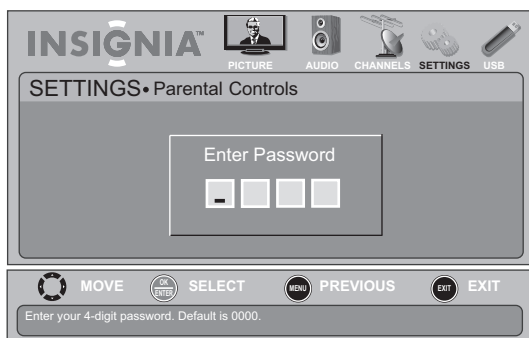 INSIGNIA™
PICTURE AUDIO CHANNELS SETTINGS USB
SETTINGS• Parental Controls
Enter Password
MOVE OK ENTER SELECT MENU PREVIOUS EXIT EXIT
Enter your 4-digit password. Default is 0000.